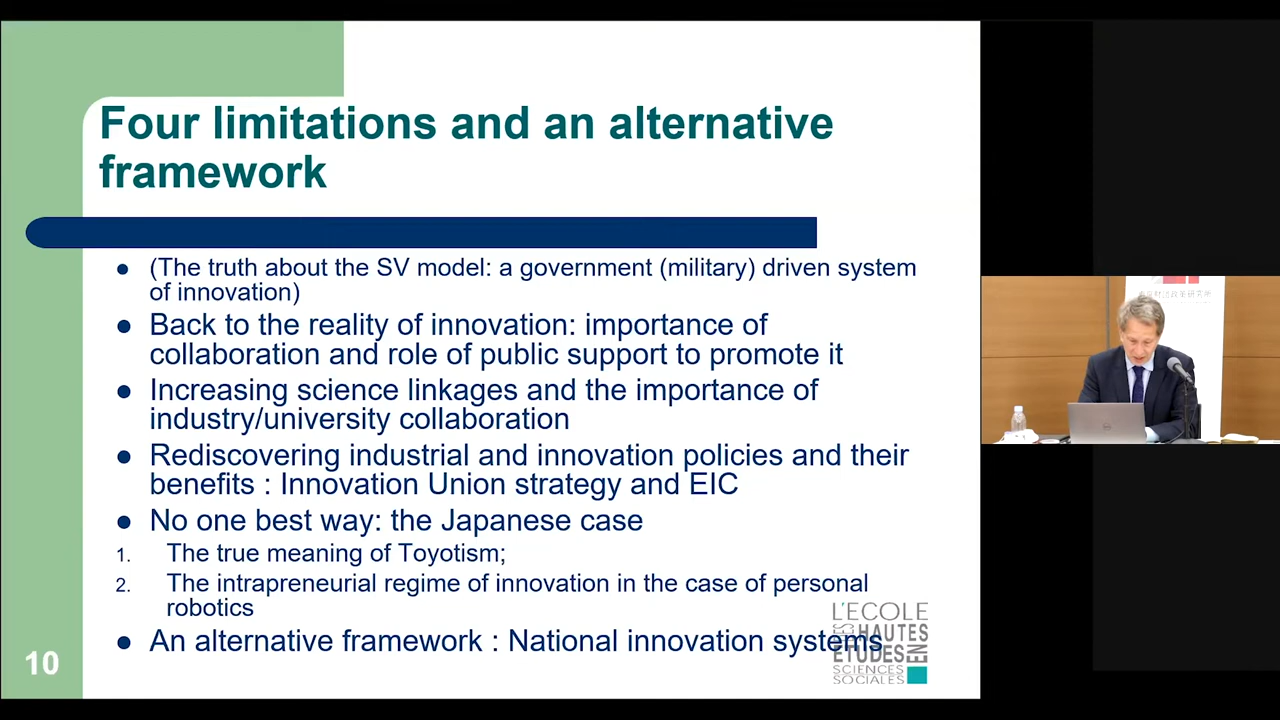 Four limitations and an alternative
framework
(The truth about the SV model: a government (military) driven system
of innovation)
Back to the reality of innovation: importance of
collaboration and role of public support to promote it
Increasing science linkages and the importance of
industry/university collaboration
Rediscovering industrial and innovation policies and their
benefits : Innovation Union strategy and EIC
No one best way: the Japanese case
1. The true meaning of Toyotism;
2. The intrapreneurial regime of innovation in the case of personal
robotics
An alternative framework : National innovation systems
L'ECOLE
DES HAUTES
ETUDES EN
SCIENCES
SOCIALES
10